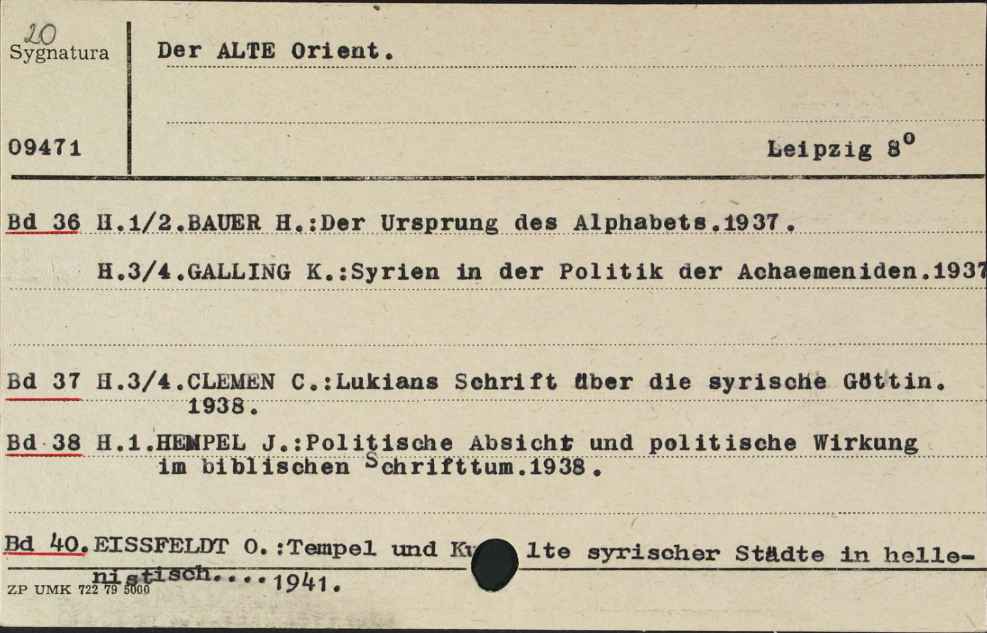 20
Sygnatura
Der ALTE Orient.
09471
Leipzig 8º
Bd 36 H.1/2.BAUER H.:Der Ursprung des Alphabets.1937.
H.3/4.GALLING K.:Syrien in der Politik der Achaemeniden.1937
Bd 37 H.3/4.CLEMEN C.:Lukians Schrift über die syrische Göttin.
1938.
Bd 38 H.1.HEMPEL J.:Politische Absicht und politische Wirkung
im biblischen Schrifttum.1938.
Bd 40.EISSFELDT O.:Tempel und lte syrischer Städte in helle-
nistisch....1941.
ZP UMK 722 79 5000